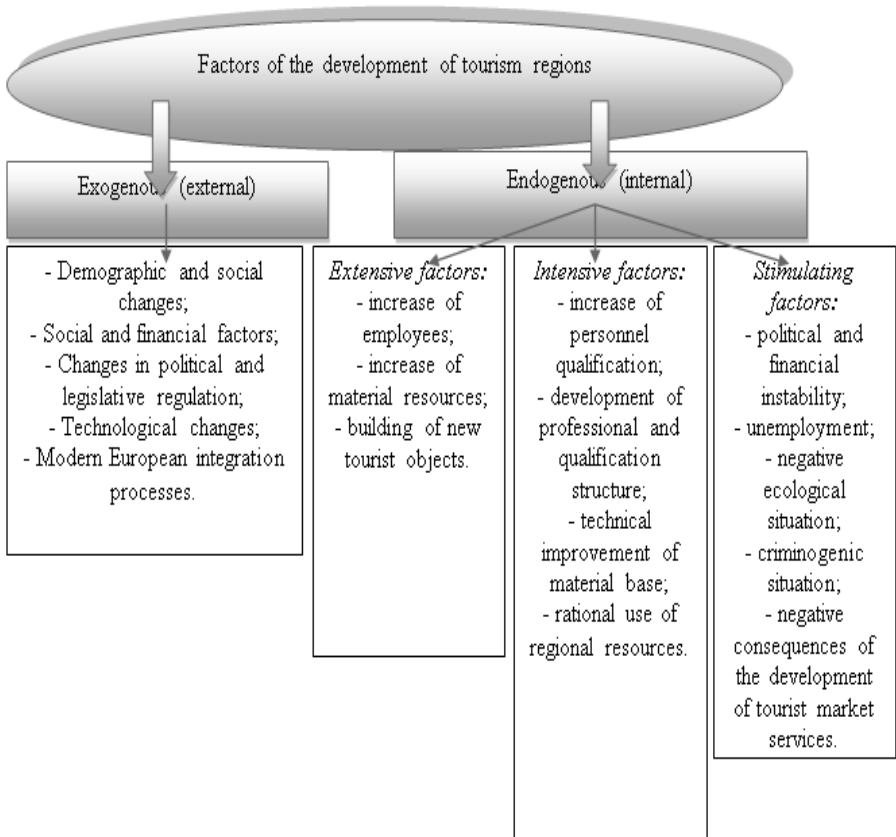 Factors of the development of tourism regions
Exogenous (external)
Endogenous (internal)
- Demographic and social
changes;
- Social and financial factors;
- Changes in political and
legislative regulation;
- Technological changes;
- Modern European integration
processes.
Extensive factors:
- increase of
employees;
- increase of
material resources;
- building of new
tourist objects.
Intensive factors:
- increase of
personnel
qualification;
- development of
professional and
qualification
structure;
- technical
improvement of
material base;
- rational use of
regional resources.
Stimulating
factors:
- political and
financial
instability;
- unemployment;
- negative
ecological
situation;
- criminogenic
situation;
- negative
consequences of
the development
of tourist market
services.